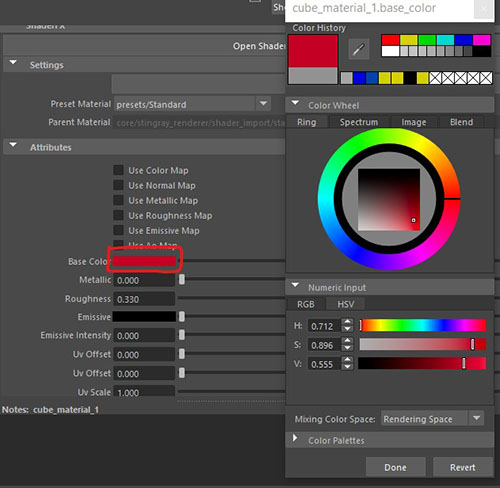 ShaderFX
Sho
cube_material_1.base_color
Color History
Open Shader
Settings
Preset Material presets/Standard
Parent Material core/stingray_renderer/shader_import/sta
Attributes
Use Color Map
Use Normal Map
Use Metallic Map
Use Roughness Map
Use Emissive Map
Use Ao Map
Base Color
Metallic 0.000
Roughness 0.330
Emissive
Emissive Intensity 0.000
Uv Offset 0.000
Uv Offset 0.000
Uv Scale 1.000
Notes: cube_material_1
Color Wheel
Ring Spectrum Image Blend
Numeric Input
RGB HSV
H: 0.712
S: 0.896
V: 0.555
Mixing Color Space: Rendering Space
Color Palettes
Done Revert